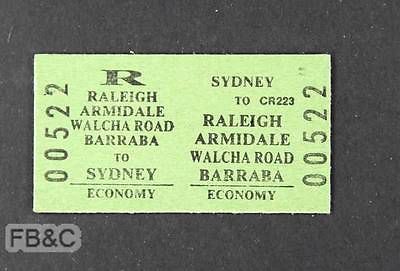 00522
R
RALEIGH
ARMIDALE
WALCHA ROAD
BARRABA
TO
SYDNEY
ECONOMY
SYDNEY
TO CR223
RALEIGH
ARMIDALE
WALCHA ROAD
BARRABA
ECONOMY
00522
FB&C